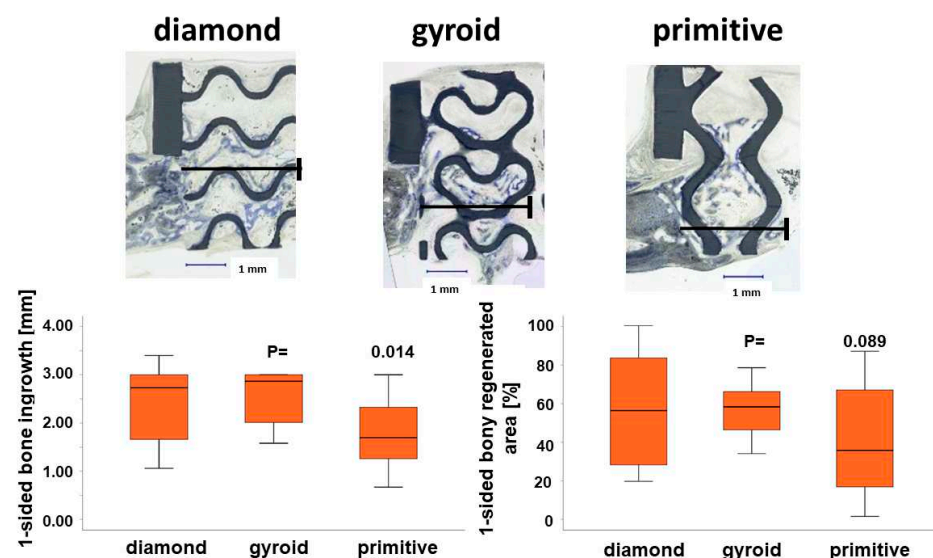 diamond
gyroid
primitive
1 mm
1 mm
1 mm
1-sided bone ingrowth [mm]
4.00
3.00
2.00
1.00
0.00
P=
0.014
diamond
gyroid
primitive
1-sided bony regenerated
area [%]
100
80
60
40
20
0
P=
0.089
diamond
gyroid
primitive